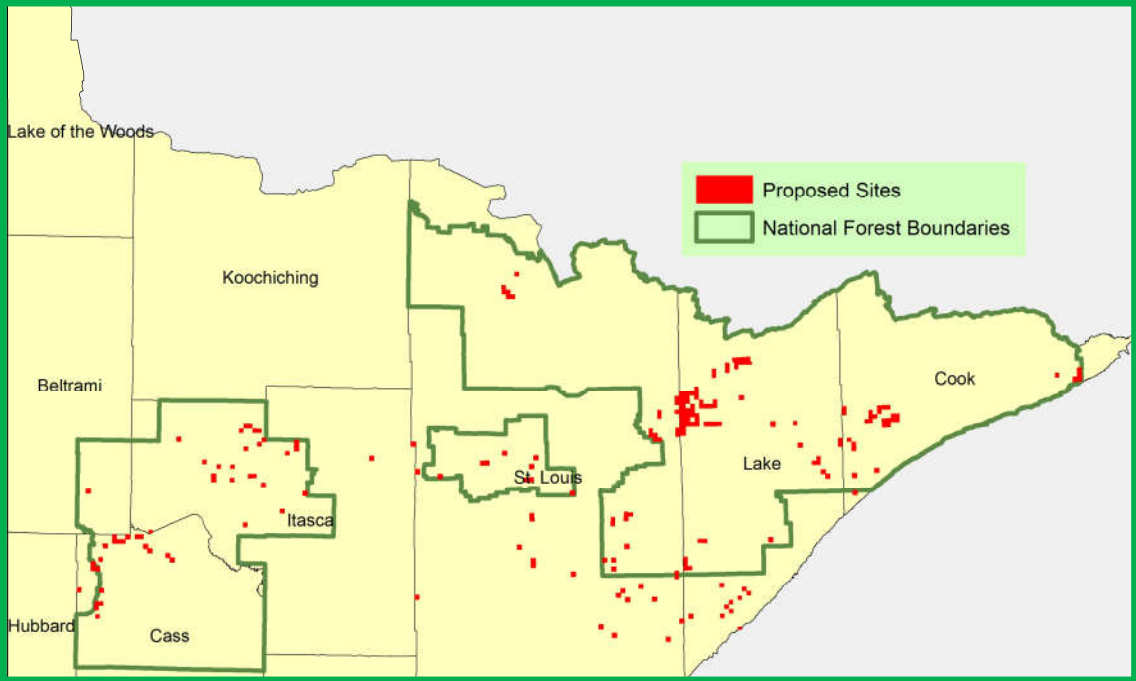 Lake of the Woods
Proposed Sites
National Forest Boundaries
Koochiching
Beltrami
Cook
Lake
St. Louis
Itasca
Hubbard
Cass